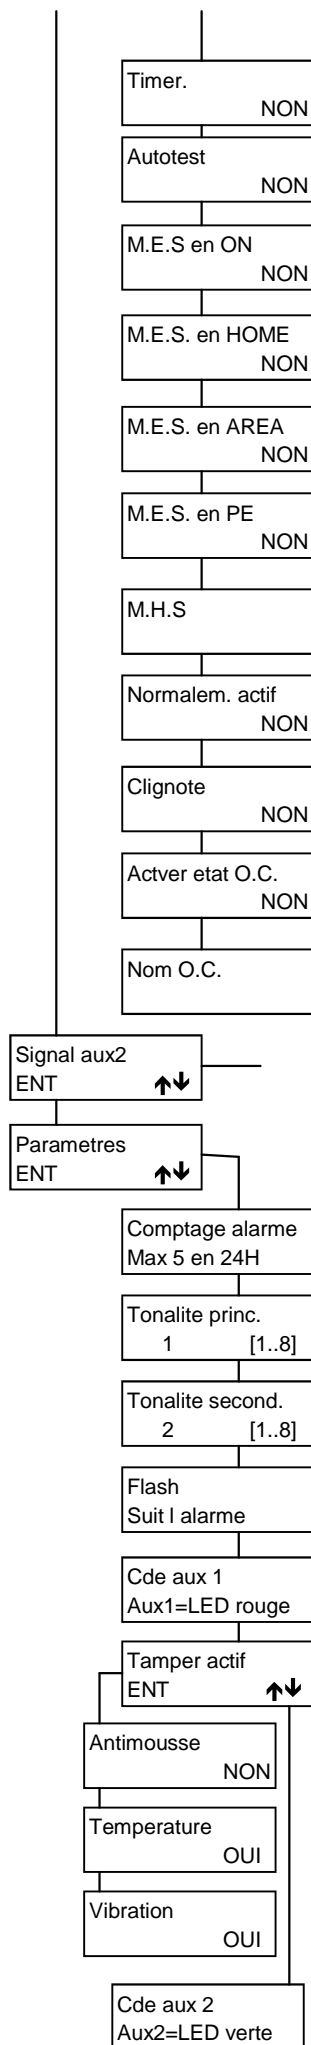 Timer.
NON
Autotest
NON
M.E.S en ON
NON
M.E.S. en HOME
NON
M.E.S. en AREA
NON
M.E.S. en PE
NON
M.H.S
Normalem. actif
NON
Clignote
NON
Actver etat O.C.
NON
Nom O.C.
Signal aux2
ENT
Parametres
ENT
Comptage alarme
Max 5 en 24H
Tonalite princ.
1 [1..8]
Tonalite second.
2 [1..8]
Flash
Suit l alarme
Cde aux 1
Aux1=LED rouge
Tamper actif
ENT
Antimousse
NON
Temperature
OUI
Vibration
OUI
Cde aux 2
Aux2=LED verte